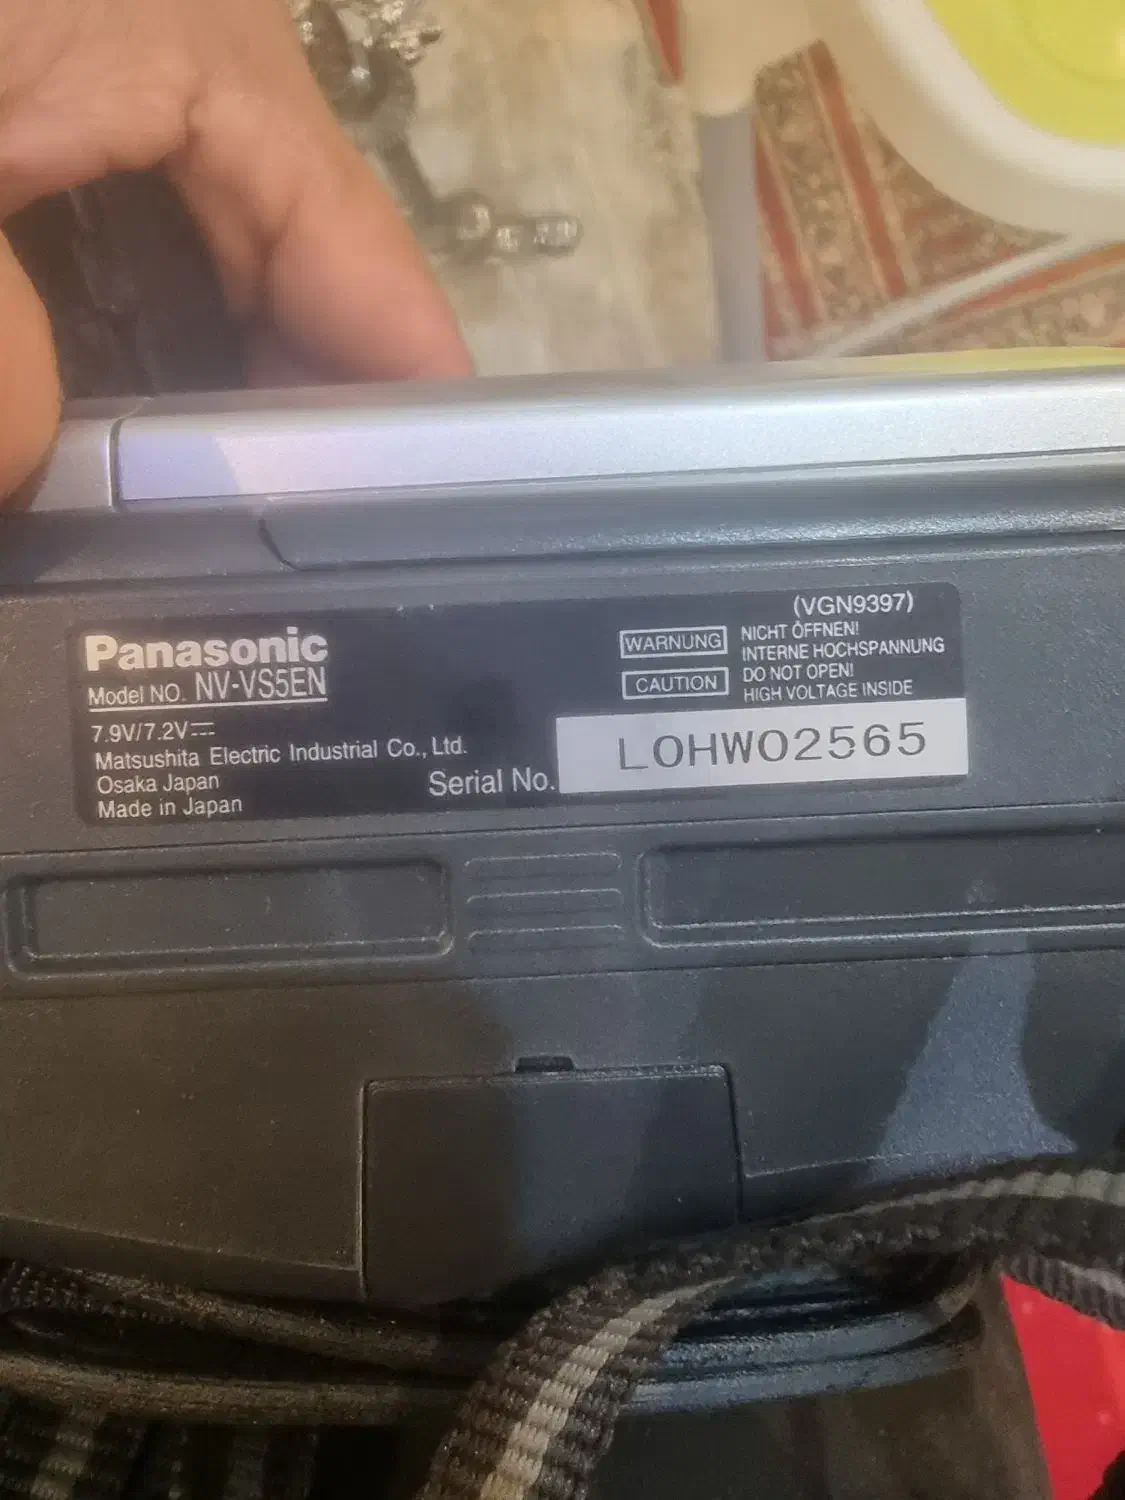 Panasonic
Model NO. NV-VS5EN
7.9V/7.2V⎓
Matsushita Electric Industrial Co., Ltd.
Osaka Japan
Made in Japan
(VGN9397)
WARNUNG NICHT ÖFFNEN!
INTERNE HOCHSPANNUNG
CAUTION DO NOT OPEN!
HIGH VOLTAGE INSIDE
Serial No. L0HW02565